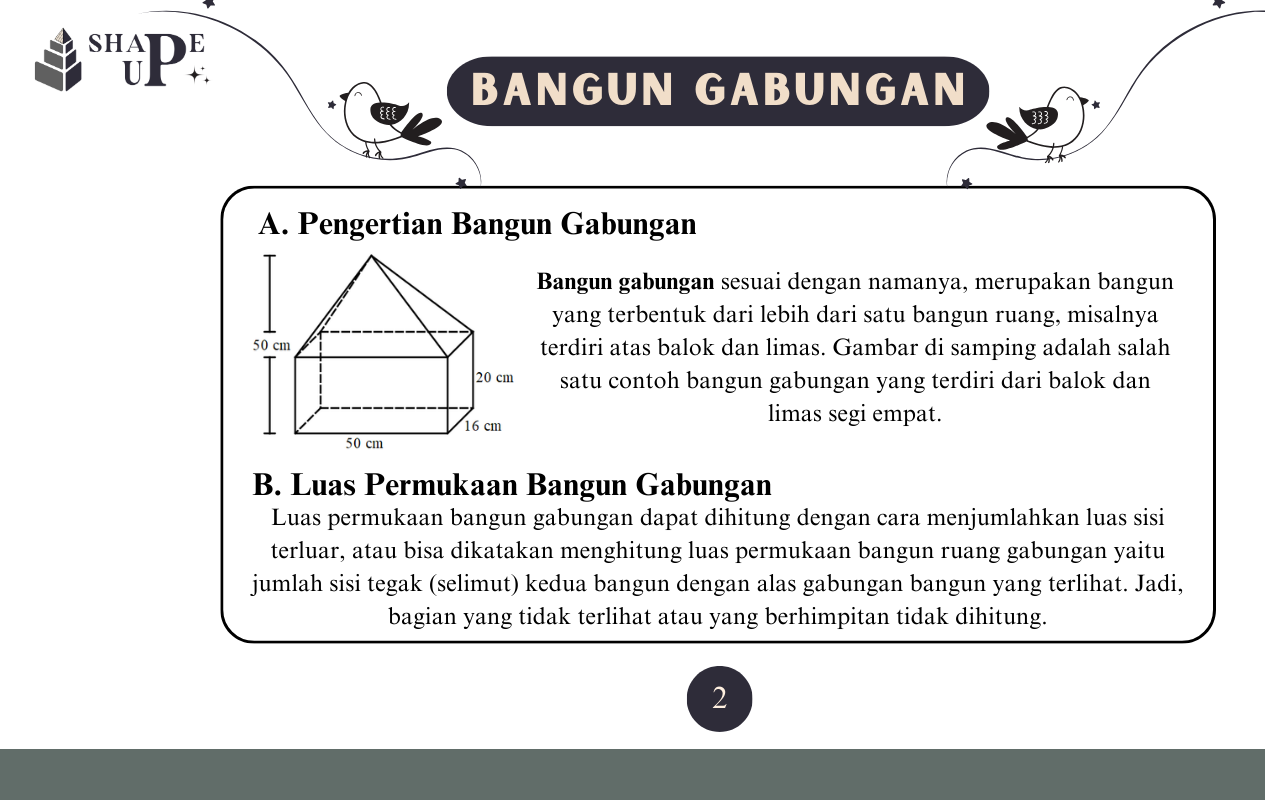 SHAPE
UP
BANGUN GABUNGAN
A. Pengertian Bangun Gabungan
50 cm
20 cm
16 cm
50 cm
Bangun gabungan sesuai dengan namanya, merupakan bangun
yang terbentuk dari lebih dari satu bangun ruang, misalnya
terdiri atas balok dan limas. Gambar di samping adalah salah
satu contoh bangun gabungan yang terdiri dari balok dan
limas segi empat.
B. Luas Permukaan Bangun Gabungan
Luas permukaan bangun gabungan dapat dihitung dengan cara menjumlahkan luas sisi
terluar, atau bisa dikatakan menghitung luas permukaan bangun ruang gabungan yaitu
jumlah sisi tegak (selimut) kedua bangun dengan alas gabungan bangun yang terlihat. Jadi,
bagian yang tidak terlihat atau yang berhimpitan tidak dihitung.
2